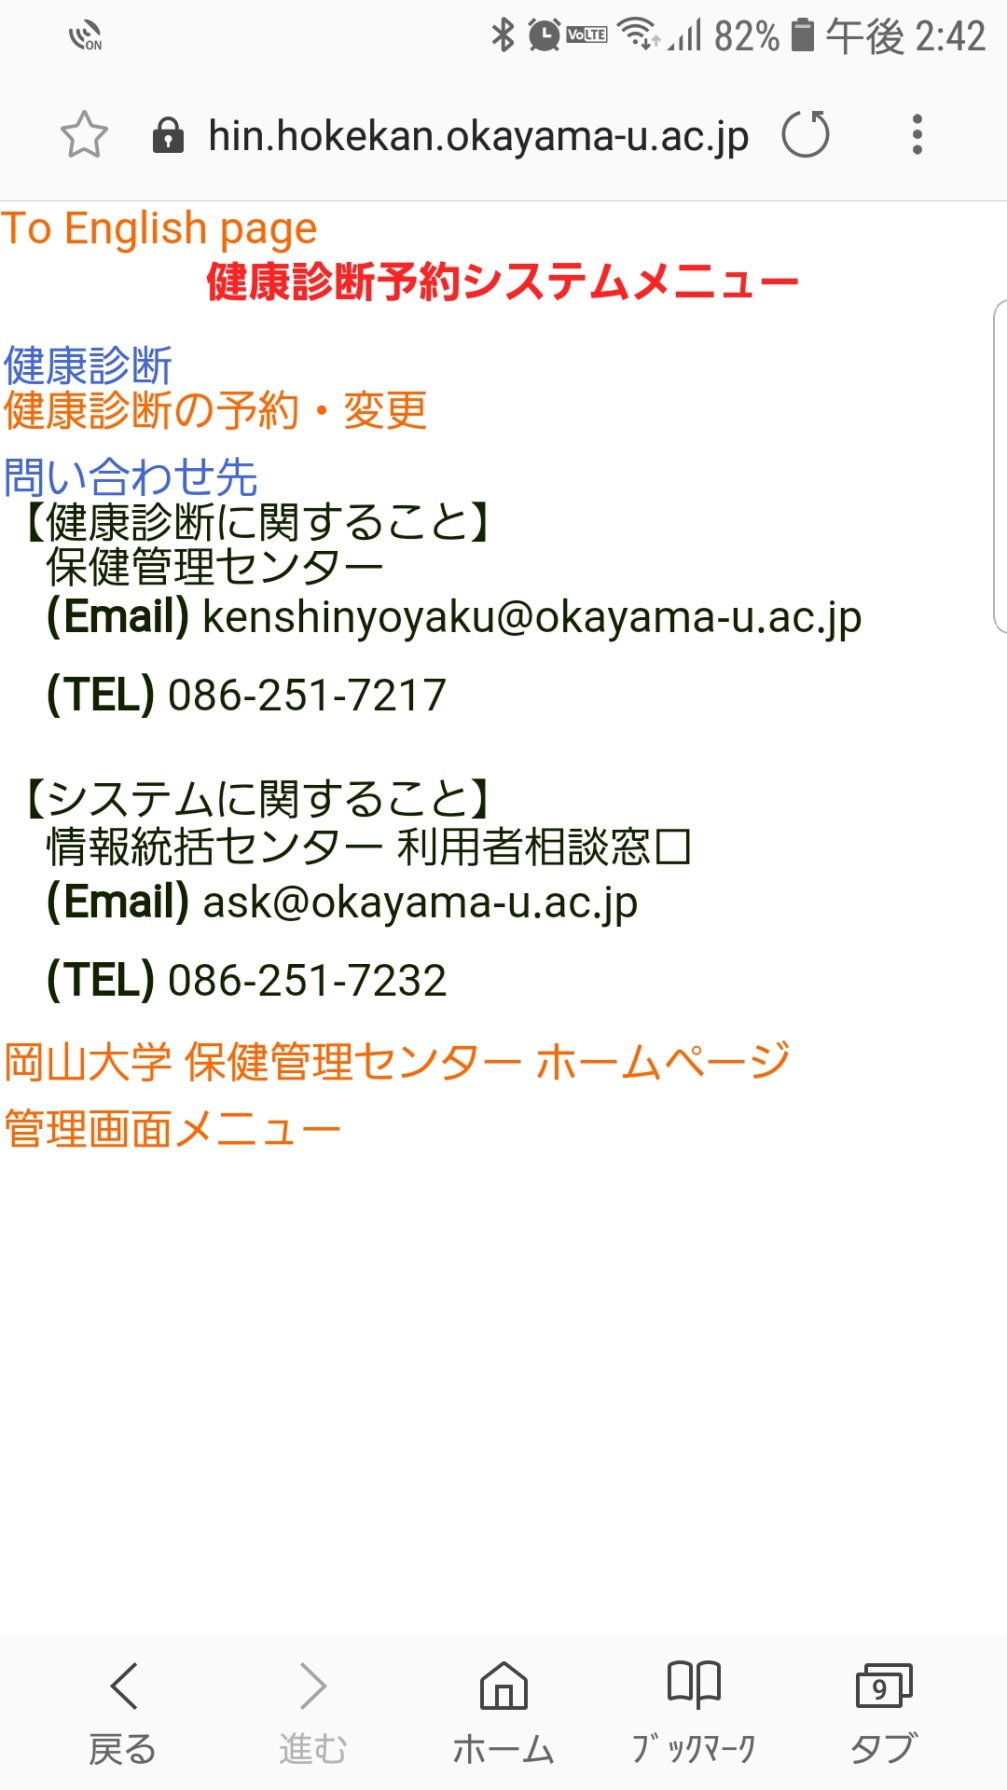 ON VoLTE 82% 午後 2:42
hin.hokekan.okayama-u.ac.jp
To English page
健康診断予約システムメニュー
健康診断
健康診断の予約・変更
問い合わせ先
【健康診断に関すること】
保健管理センター
(Email) kenshinyoyaku@okayama-u.ac.jp
(TEL) 086-251-7217
【システムに関すること】
情報統括センター 利用者相談窓口
(Email) ask@okayama-u.ac.jp
(TEL) 086-251-7232
岡山大学 保健管理センター ホームページ
管理画面メニュー
9
戻る 進む ホーム ﾌﾞｯｸﾏｰｸ タブ